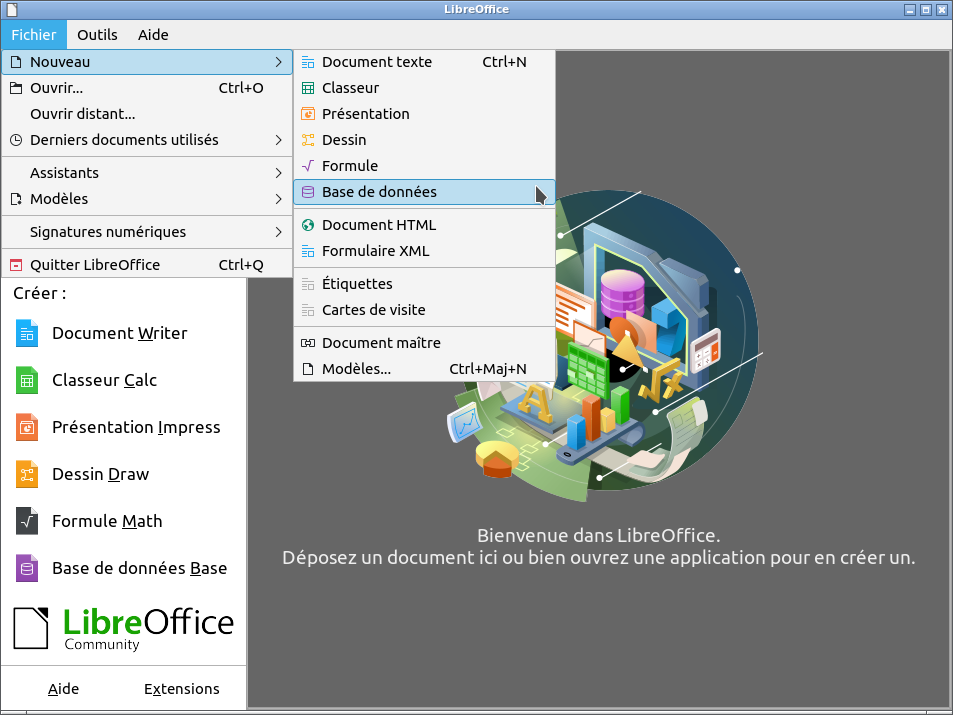 LibreOffice
Fichier Outils Aide
Nouveau
Ouvrir... Ctrl+O
Ouvrir distant...
Derniers documents utilisés
Assistants
Modèles
Signatures numériques
Quitter LibreOffice Ctrl+Q
Document texte Ctrl+N
Classeur
Présentation
Dessin
Formule
Base de données
Document HTML
Formulaire XML
Étiquettes
Cartes de visite
Document maître
Modèles... Ctrl+Maj+N
Créer :
Document Writer
Classeur Calc
Présentation Impress
Dessin Draw
Formule Math
Base de données Base
LibreOffice
Community
Aide Extensions
Bienvenue dans LibreOffice.
Déposez un document ici ou bien ouvrez une application pour en créer un.